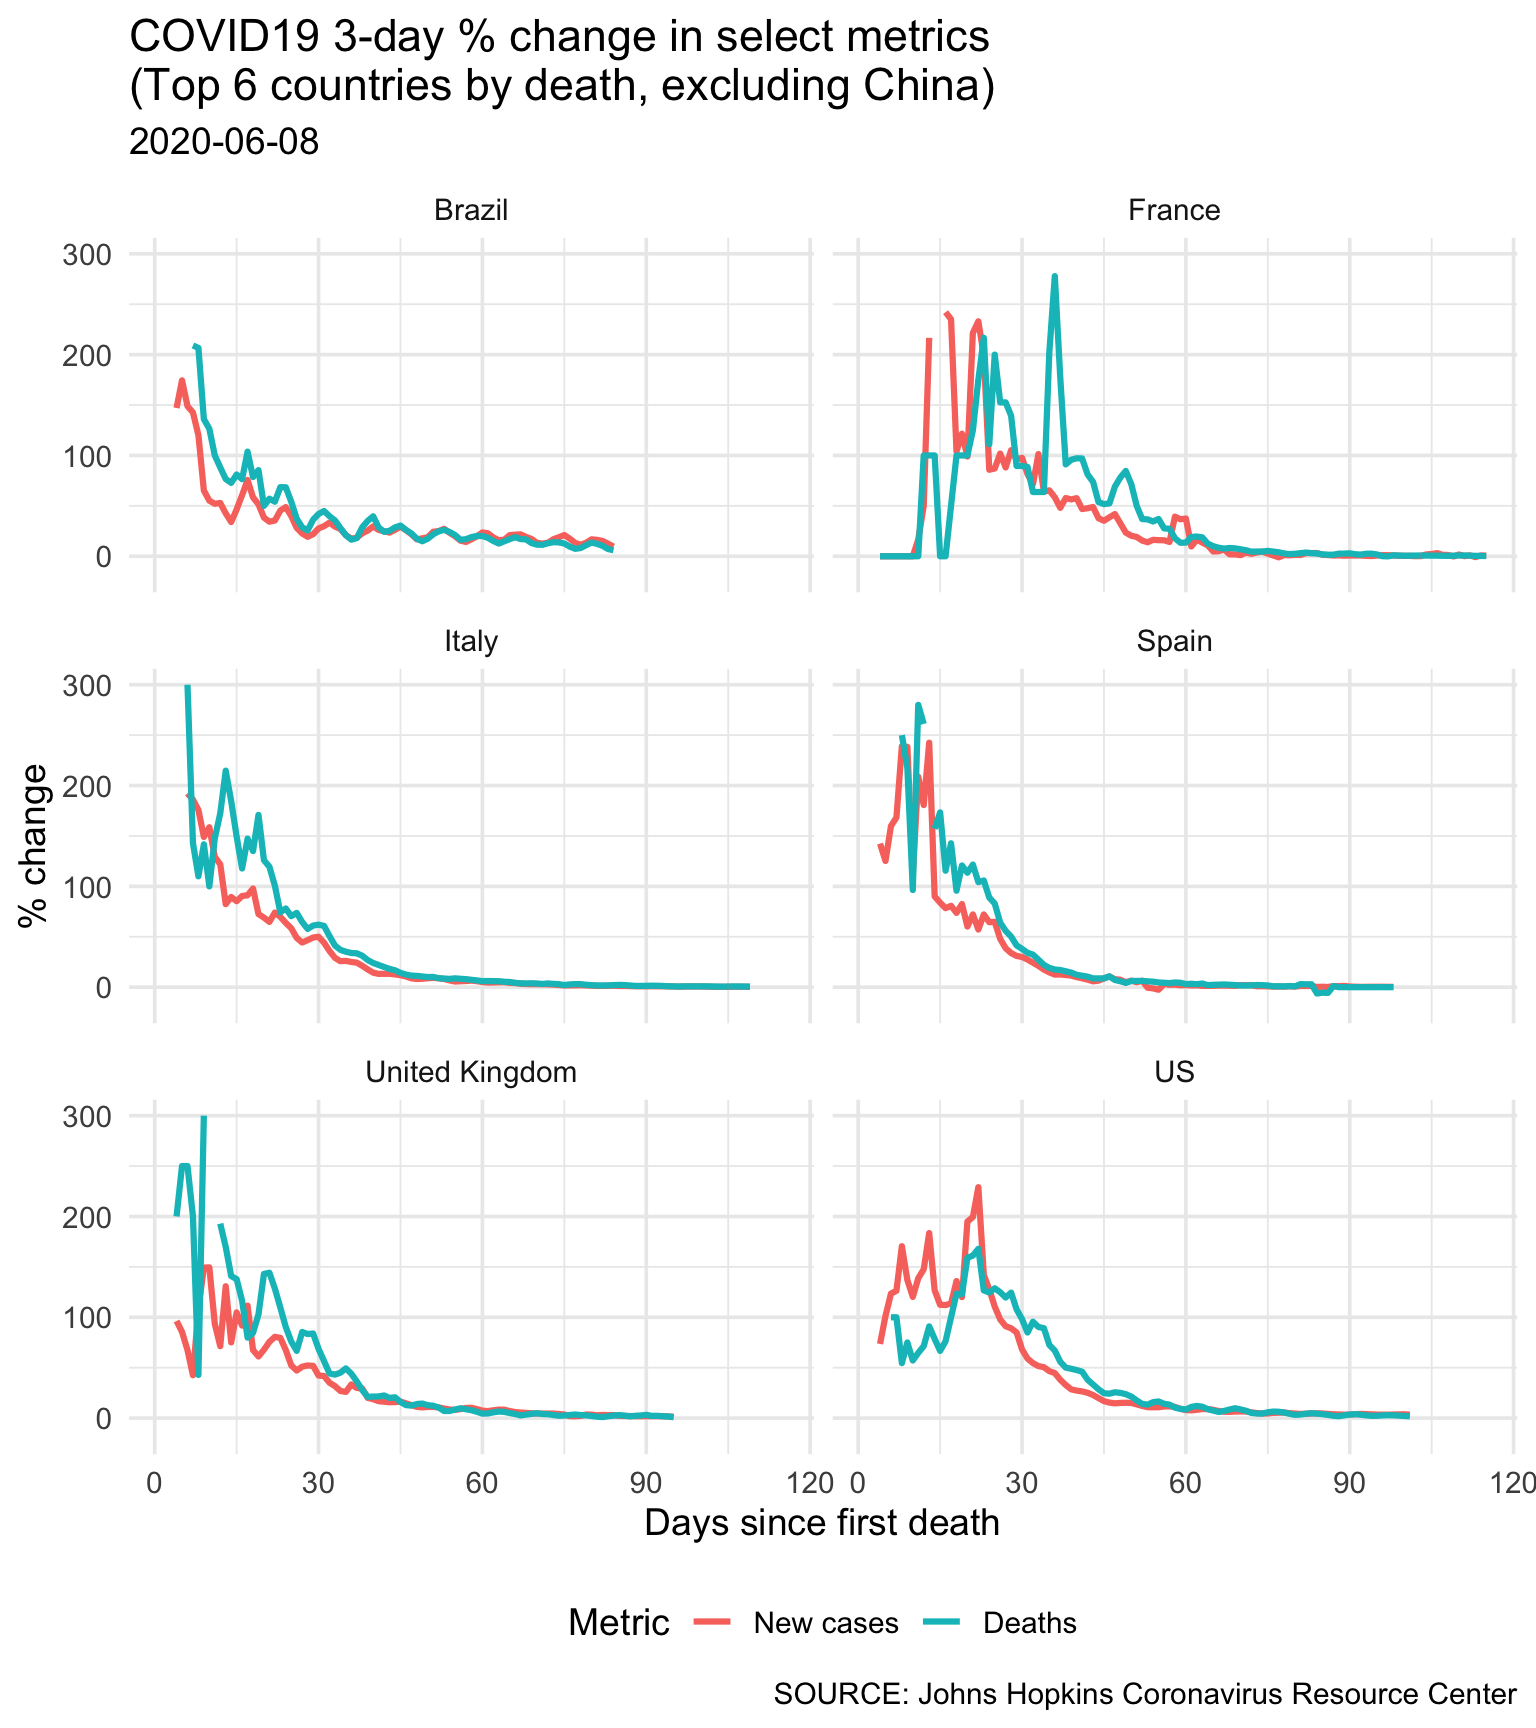 COVID19 3-day % change in select metrics
(Top 6 countries by death, excluding China)
2020-06-08
Brazil
France
300
200
100
0
Italy
Spain
% change
300
200
100
0
United Kingdom
US
300
200
100
0
0 30 60 90 120 0 30 60 90 120
Days since first death
Metric New cases Deaths
SOURCE: Johns Hopkins Coronavirus Resource Center